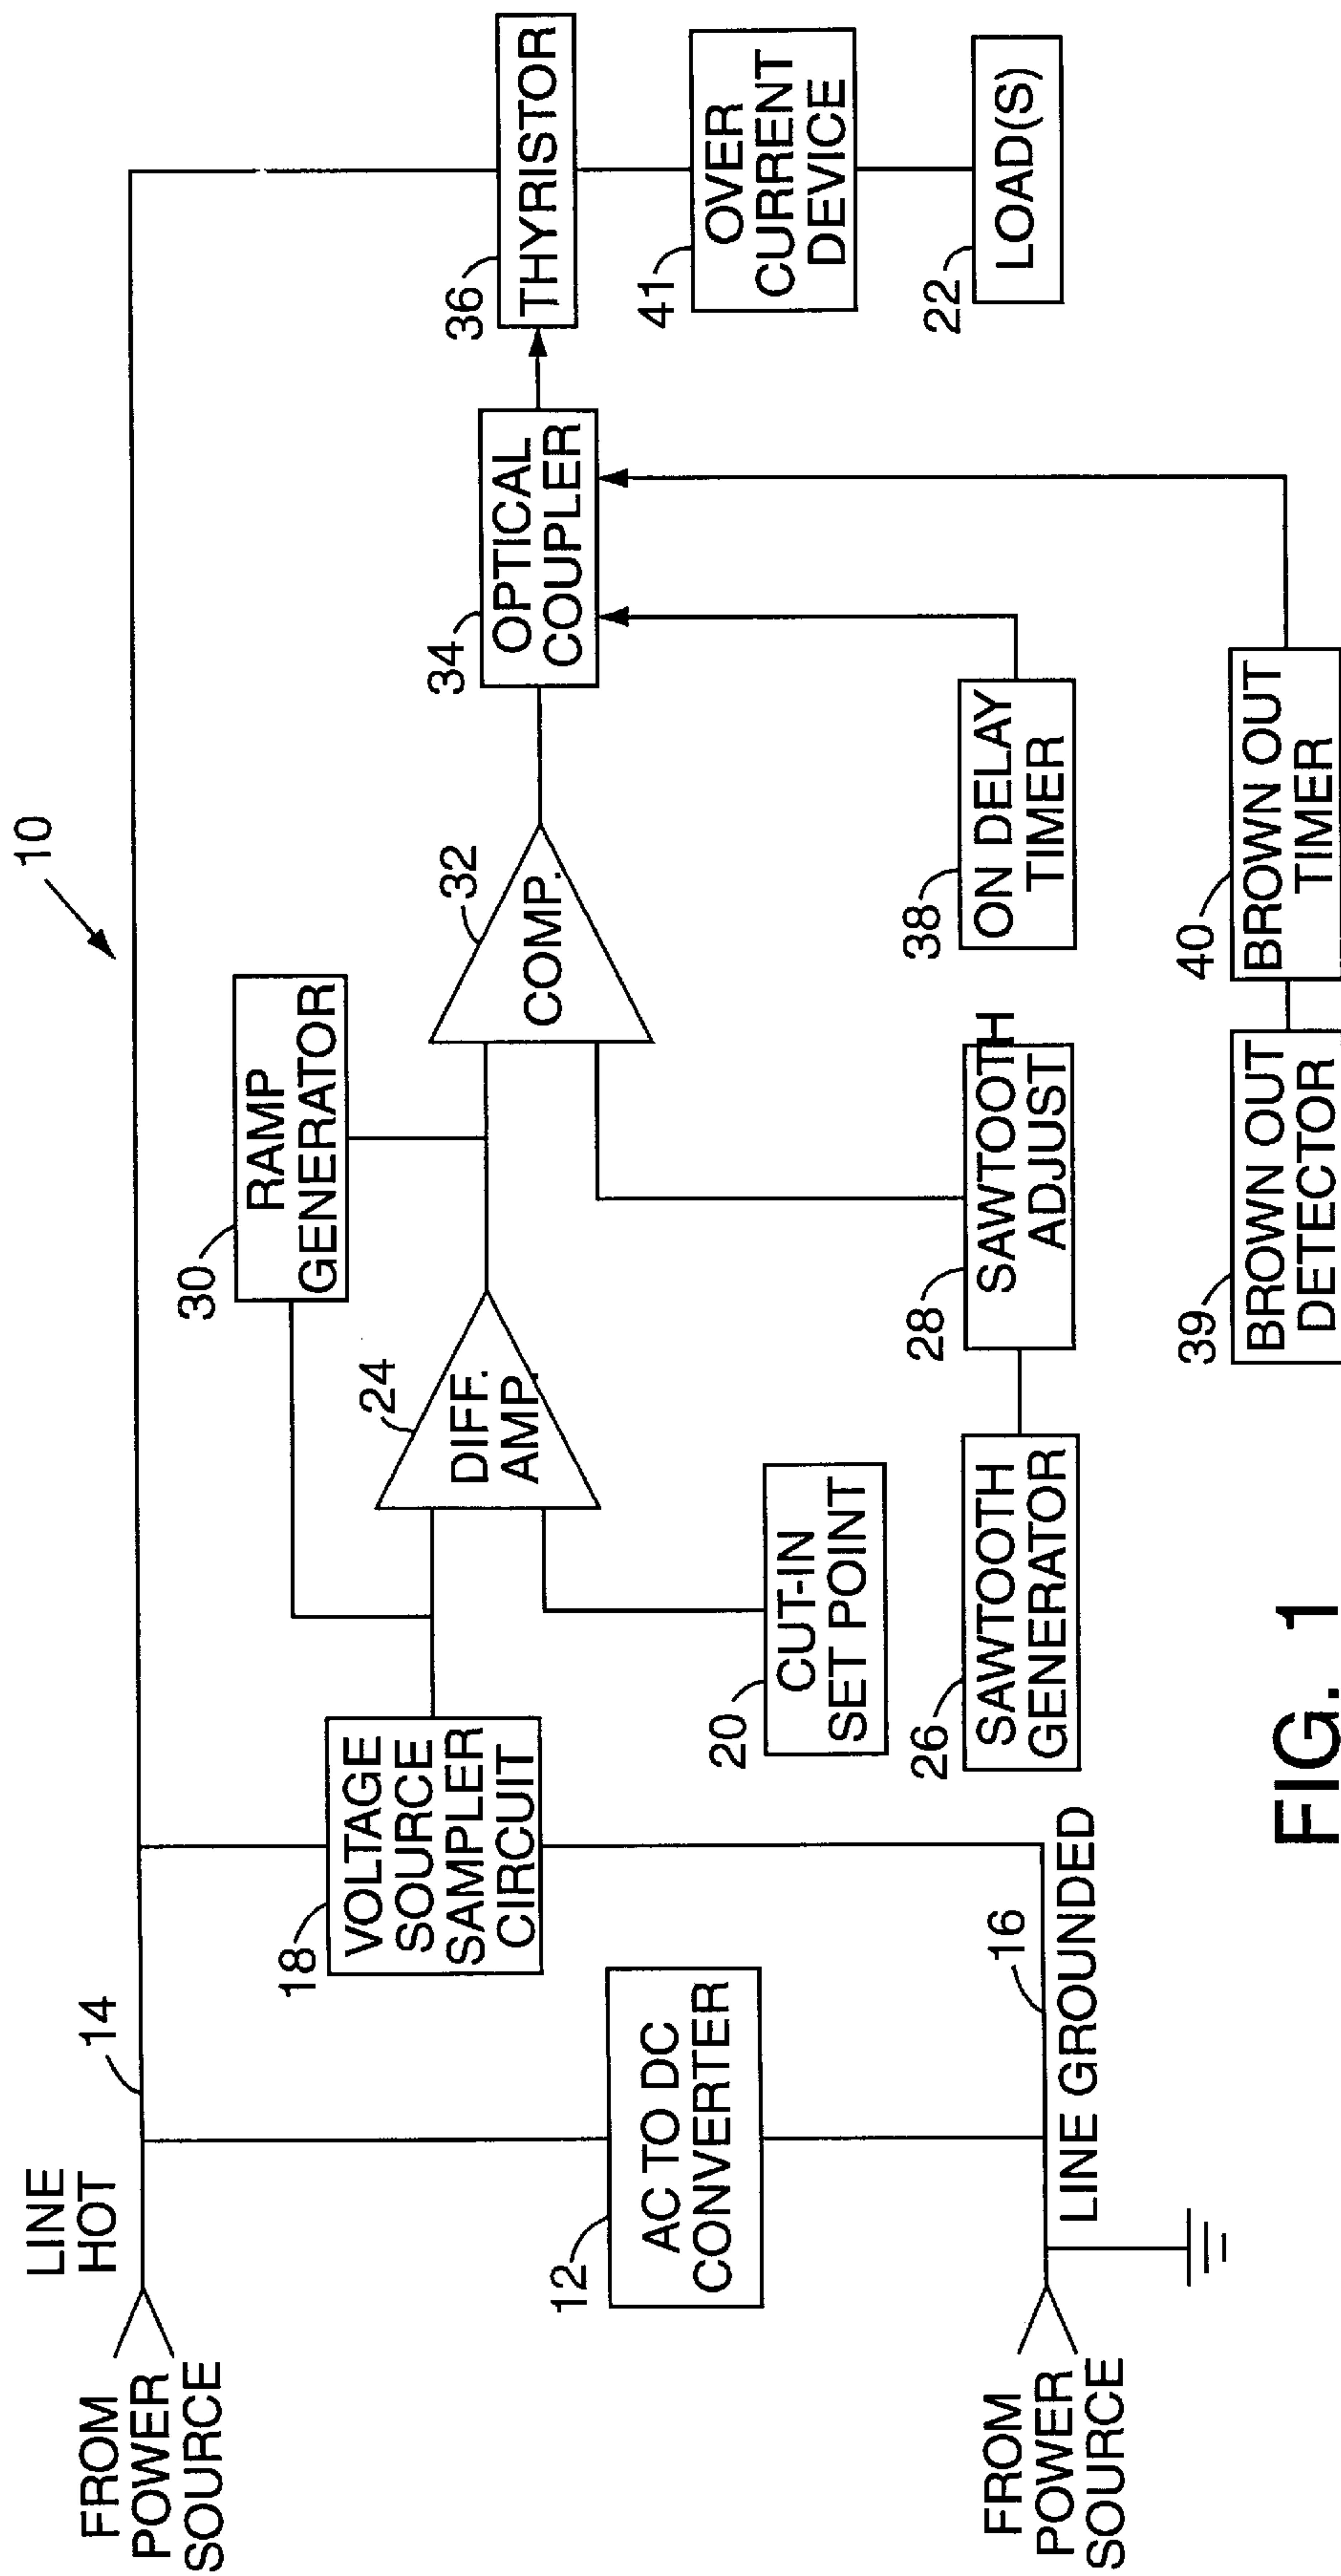 10
LINE
HOT
14
FROM
POWER
SOURCE
30
RAMP
GENERATOR
18
VOLTAGE
SOURCE
SAMPLER
CIRCUIT
24
DIFF.
AMP.
32
COMP.
34
OPTICAL
COUPLER
36
THYRISTOR
41
OVER
CURRENT
DEVICE
12
AC TO DC
CONVERTER
20
CUT-IN
SET POINT
22
LOAD(S)
FROM
POWER
SOURCE
16
LINE GROUNDED
26
SAWTOOTH
GENERATOR
28
SAWTOOTH
ADJUST
38
ON DELAY
TIMER
39
BROWN OUT
DETECTOR
40
BROWN OUT
TIMER
FIG. 1